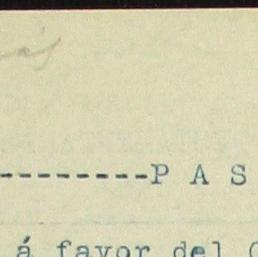 ---------P A S
á favor del